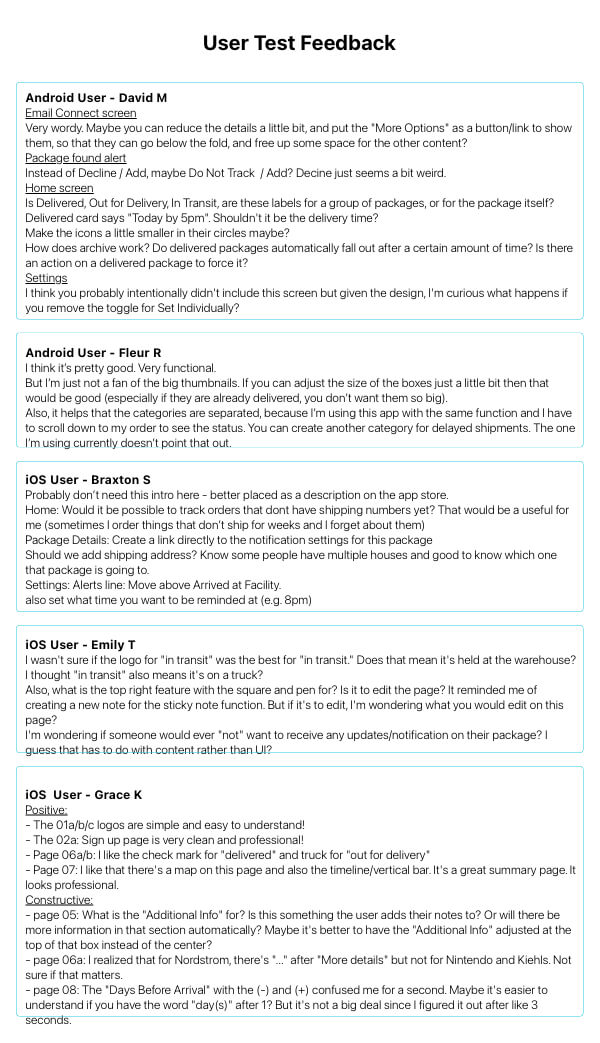 User Test Feedback
Android User - David M
Email Connect screen
Very wordy. Maybe you can reduce the details a little bit, and put the "More Options" as a button/link to show
them, so that they can go below the fold, and free up some space for the other content?
Package found alert
Instead of Decline / Add, maybe Do Not Track / Add? Decine just seems a bit weird.
Home screen
Is Delivered, Out for Delivery, In Transit, are these labels for a group of packages, or for the package itself?
Delivered card says "Today by 5pm". Shouldn't it be the delivery time?
Make the icons a little smaller in their circles maybe?
How does archive work? Do delivered packages automatically fall out after a certain amount of time? Is there
an action on a delivered package to force it?
Settings
I think you probably intentionally didn't include this screen but given the design, I'm curious what happens if
you remove the toggle for Set Individually?
Android User - Fleur R
I think it's pretty good. Very functional.
But I'm just not a fan of the big thumbnails. If you can adjust the size of the boxes just a little bit then that
would be good (especially if they are already delivered, you don't want them so big).
Also, it helps that the categories are separated, because I'm using this app with the same function and I have
to scroll down to my order to see the status. You can create another category for delayed shipments. The one
I'm using currently doesn't point that out.
iOS User - Braxton S
Probably don't need this intro here - better placed as a description on the app store.
Home: Would it be possible to track orders that dont have shipping numbers yet? That would be a useful for
me (sometimes I order things that don't ship for weeks and I forget about them)
Package Details: Create a link directly to the notification settings for this package
Should we add shipping address? Know some people have multiple houses and good to know which one
that package is going to.
Settings: Alerts line: Move above Arrived at Facility.
also set what time you want to be reminded at (e.g. 8pm)
iOS User - Emily T
I wasn't sure if the logo for "in transit" was the best for "in transit." Does that mean it's held at the warehouse?
I thought "in transit" also means it's on a truck?
Also, what is the top right feature with the square and pen for? Is it to edit the page? It reminded me of
creating a new note for the sticky note function. But if it's to edit, I'm wondering what you would edit on this
page?
I'm wondering if someone would ever "not" want to receive any updates/notification on their package? I
guess that has to do with content rather than UI?
iOS User - Grace K
Positive:
- The 01a/b/c logos are simple and easy to understand!
- The 02a: Sign up page is very clean and professional!
- Page 06a/b: I like the check mark for "delivered" and truck for "out for delivery"
- Page 07: I like that there's a map on this page and also the timeline/vertical bar. It's a great summary page. It
looks professional.
Constructive:
- page 05: What is the "Additional Info" for? Is this something the user adds their notes to? Or will there be
more information in that section automatically? Maybe it's better to have the "Additional Info" adjusted at the
top of that box instead of the center?
- page 06a: I realized that for Nordstrom, there's "..." after "More details" but not for Nintendo and Kiehls. Not
sure if that matters.
- page 08: The "Days Before Arrival" with the (-) and (+) confused me for a second. Maybe it's easier to
understand if you have the word "day(s)" after 1? But it's not a big deal since I figured it out after like 3
seconds.